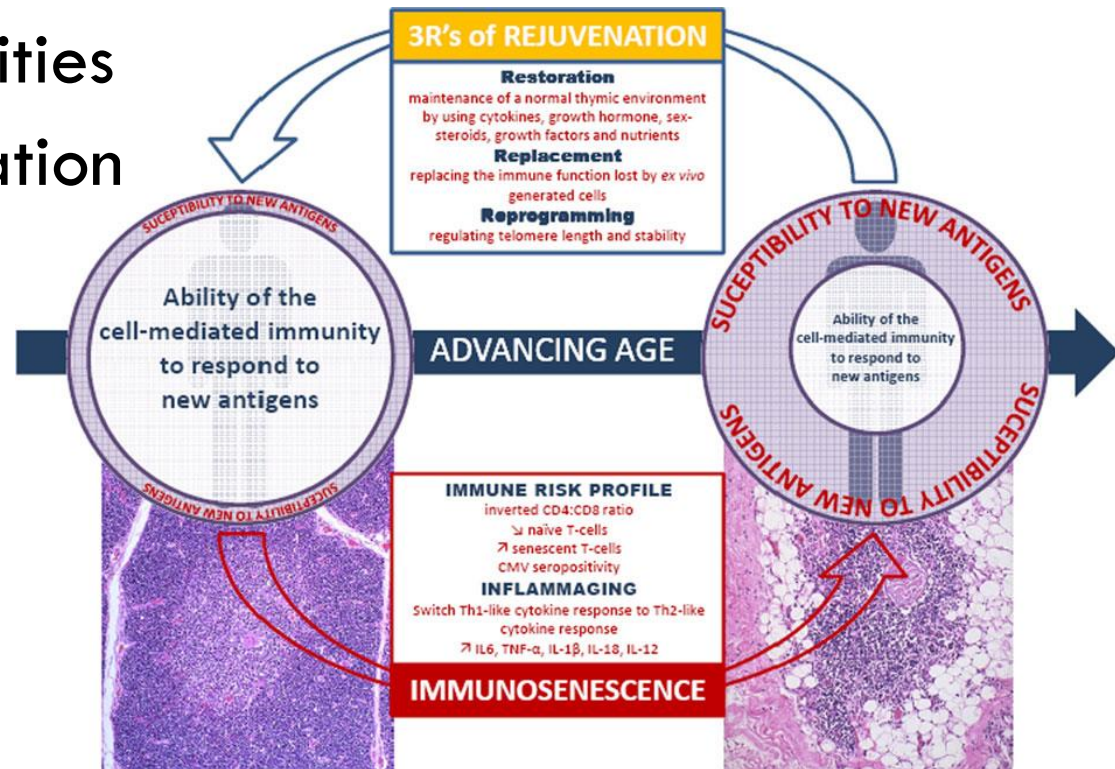 ities
ation
3R's of REJUVENATION
Restoration
maintenance of a normal thymic environment
by using cytokines, growth hormone, sex-
steroids, growth factors and nutrients
Replacement
replacing the immune function lost by ex vivo
generated cells
Reprogramming
regulating telomere length and stability
SUCEPTIBILITY TO NEW ANTIGENS
Ability of the
cell-mediated immunity
to respond to
new antigens
SUCEPTIBILITY TO NEW ANTIGENS
ADVANCING AGE
SUCEPTIBILITY TO NEW ANTIGENS
Ability of the
cell-mediated immunity
to respond to
new antigens
SUCEPTIBILITY TO NEW ANTIGENS
IMMUNE RISK PROFILE
inverted CD4:CD8 ratio
↘ naïve T-cells
↗ senescent T-cells
CMV seropositivity
INFLAMMAGING
Switch Th1-like cytokine response to Th2-like
cytokine response
↗ IL6, TNF-α, IL-1β, IL-18, IL-12
IMMUNOSENESCENCE